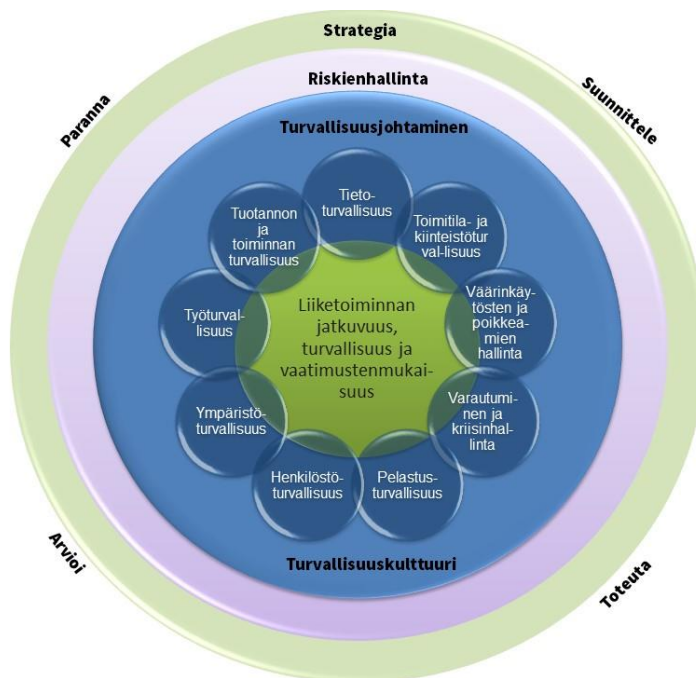 Strategia
Suunnittele
Toteuta
Arvioi
Paranna
Riskienhallinta
Turvallisuusjohtaminen
Tieto-
turvallisuus
Toimitila- ja
kiinteistötur
val-lisuus
Väärinkäy-
tösten ja
poikkea-
mien
hallinta
Varautumi-
nen ja
kriisinhal-
linta
Pelastus-
turvallisuus
Henkilöstö-
turvallisuus
Ympäristö-
turvallisuus
Työturval-
lisuus
Tuotannon
ja
toiminnan
turvallisuus
Liiketoiminnan
jatkuvuus,
turvallisuus ja
vaatimustenmukai-
suus
Turvallisuuskulttuuri